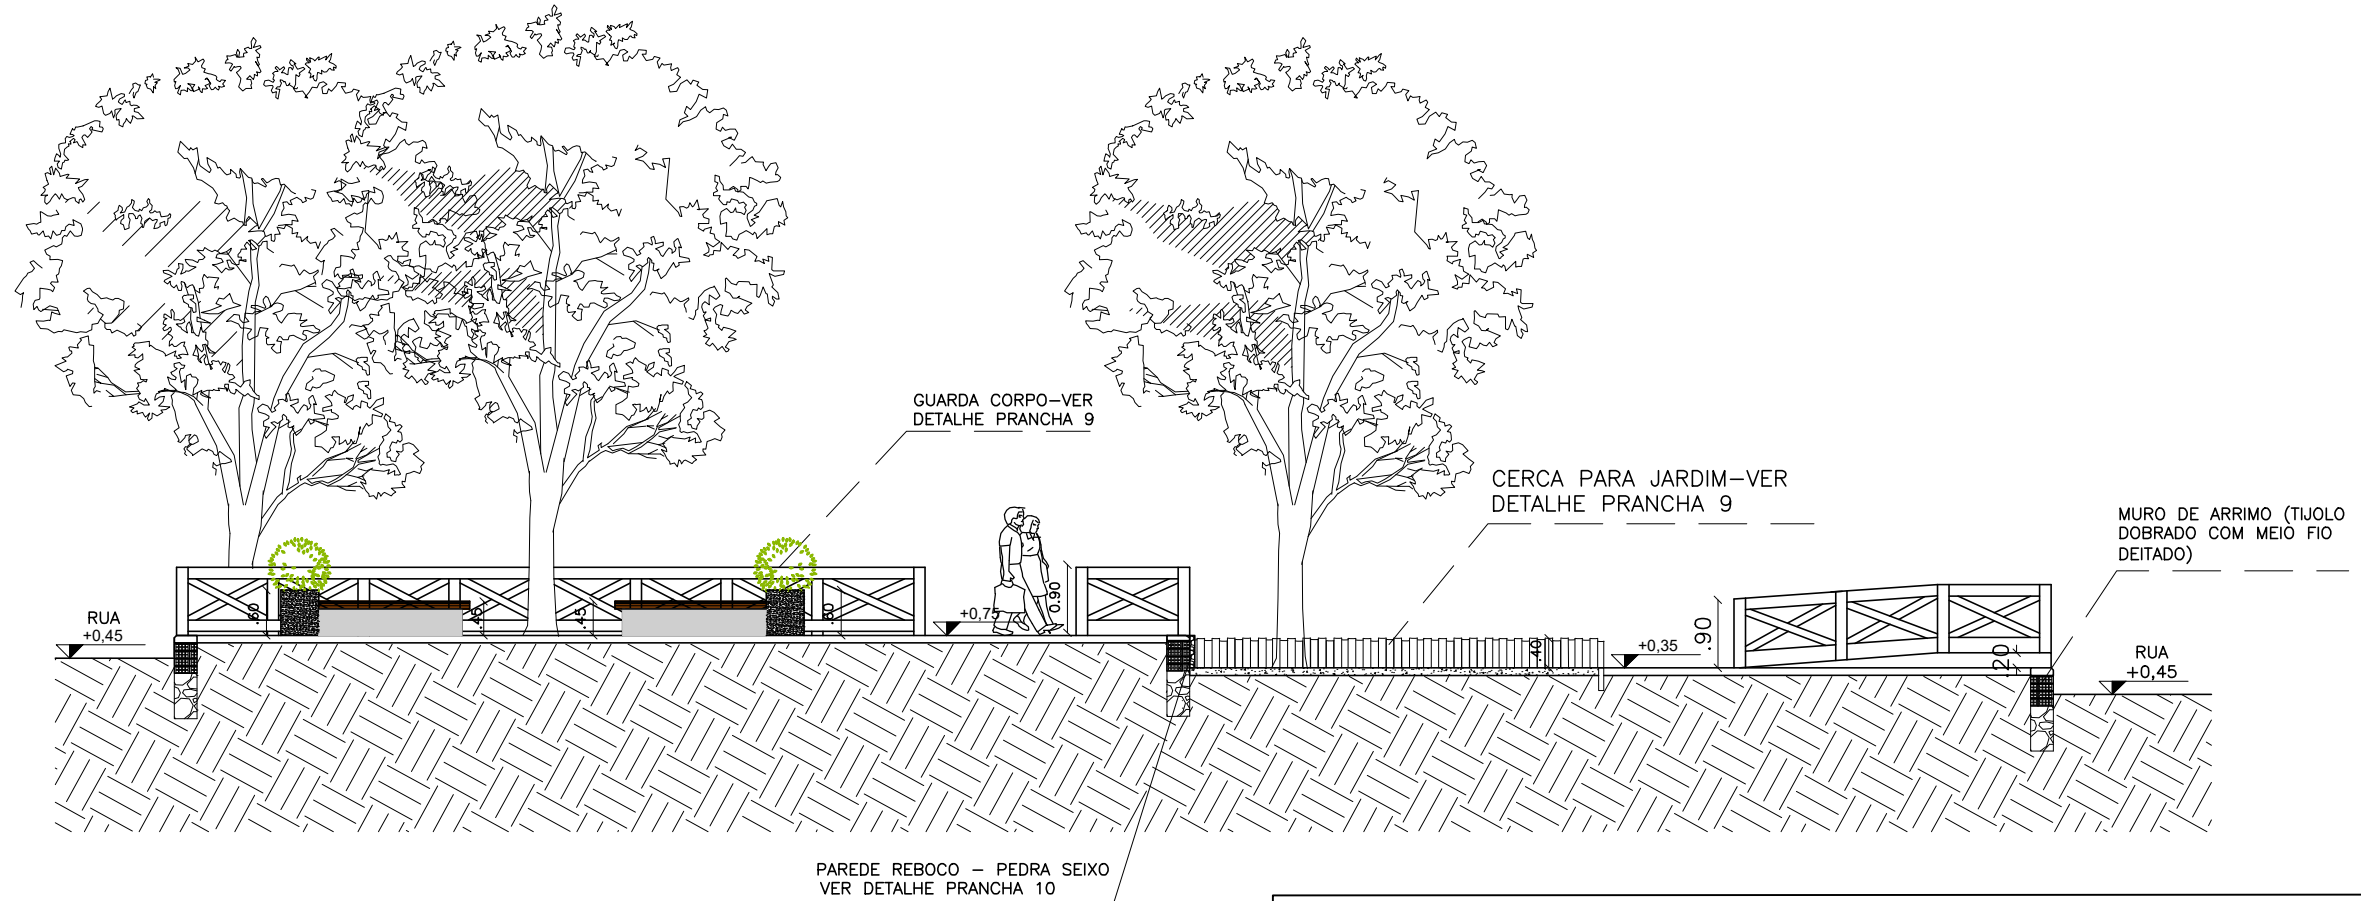 GUARDA CORPO-VER
DETALHE PRANCHA 9
CERCA PARA JARDIM-VER
DETALHE PRANCHA 9
MURO DE ARRIMO (TIJOLO
DOBRADO COM MEIO FIO
DEITADO)
RUA
+0,45
.60
.45
.45
.60
+0,75
0.90
.40
+0,35
.90
.20
RUA
+0,45
PAREDE REBOCO - PEDRA SEIXO
VER DETALHE PRANCHA 10